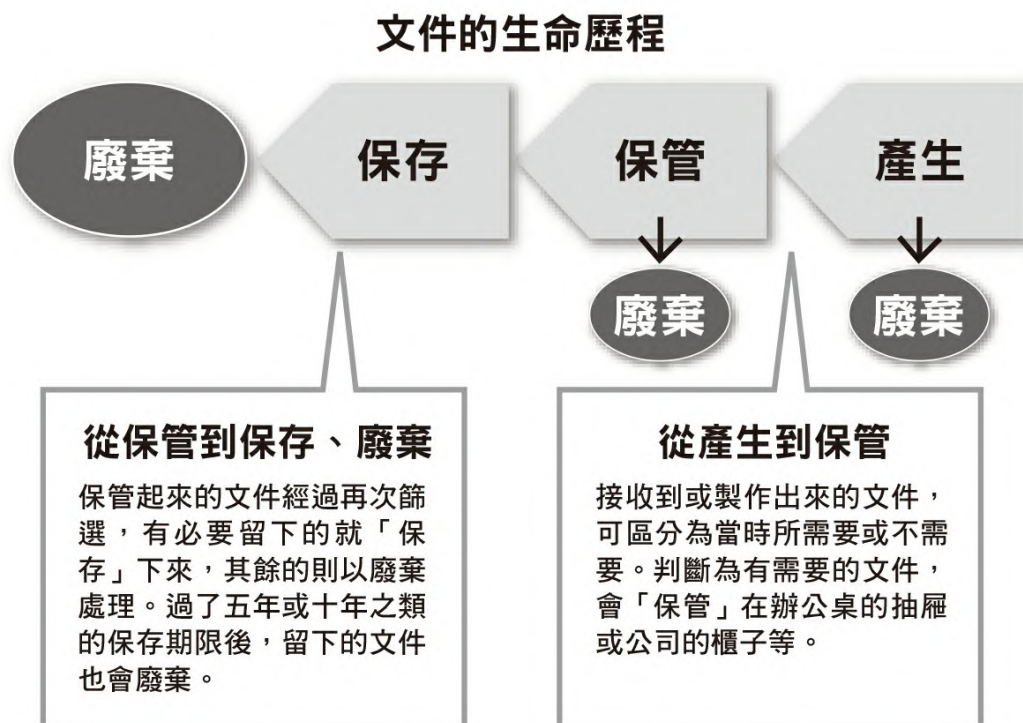 文件的生命歷程
產生
保管
保存
廢棄
廢棄
廢棄
從產生到保管
接收到或製作出來的文件，
可區分為當時所需要或不需
要。判斷為有需要的文件，
會「保管」在辦公桌的抽屜
或公司的櫃子等。
從保管到保存、廢棄
保管起來的文件經過再次篩
選，有必要留下的就「保
存」下來，其餘的則以廢棄
處理。過了五年或十年之類
的保存期限後，留下的文件
也會廢棄。